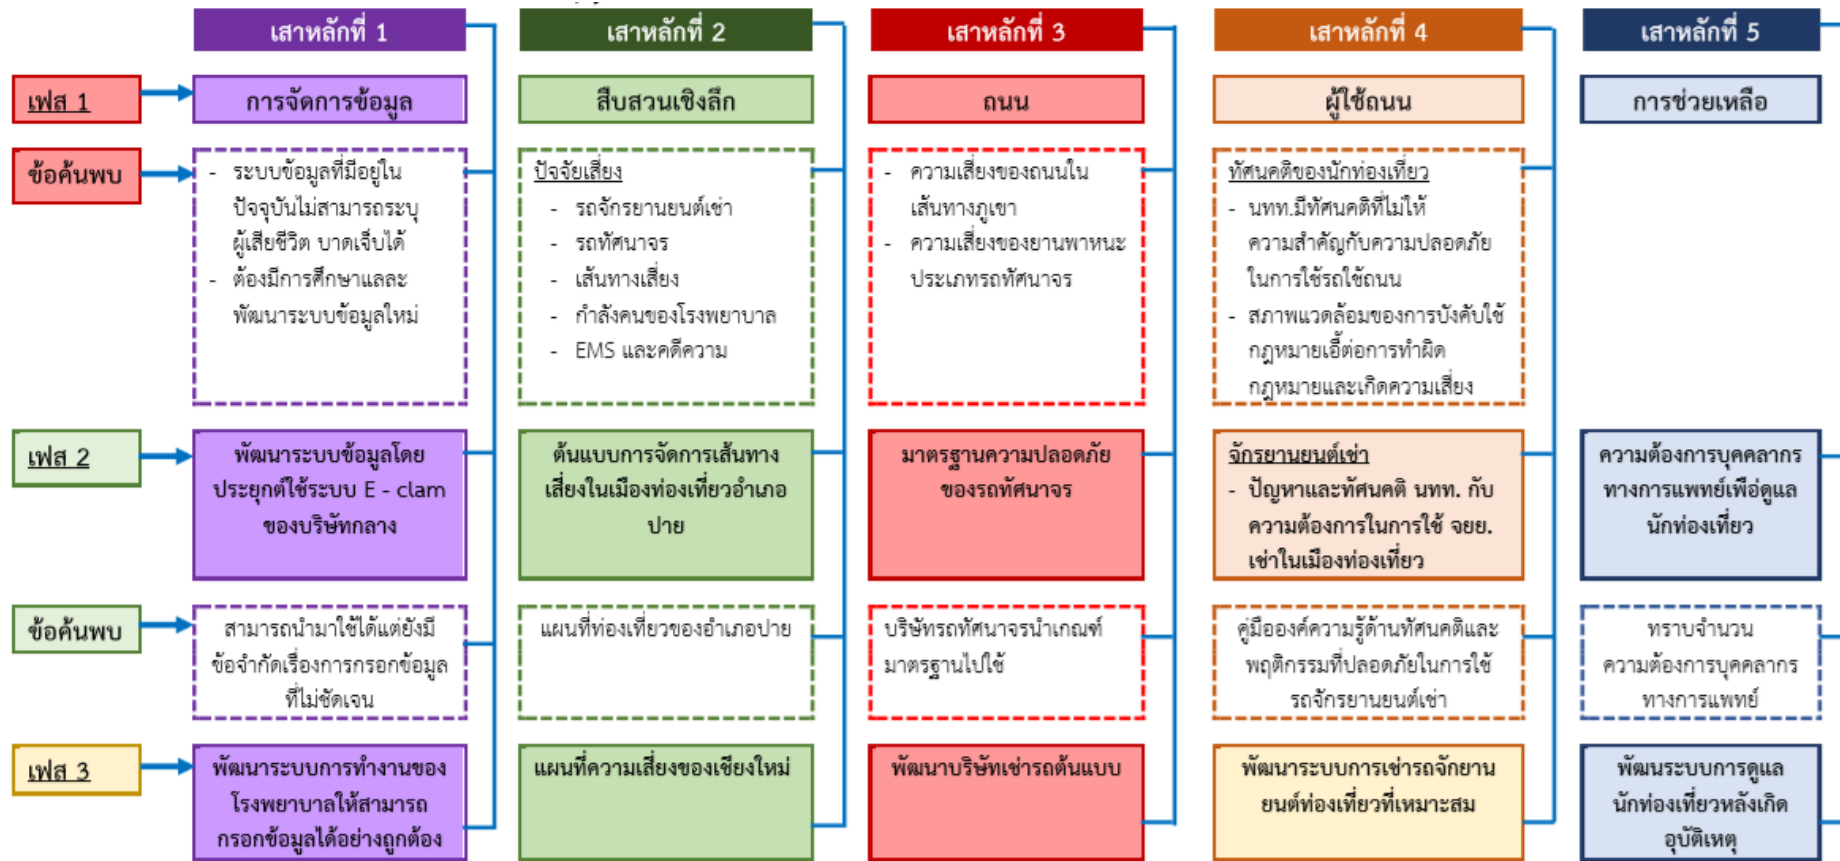 เสาหลักที่ 1
เสาหลักที่ 2
เสาหลักที่ 3
เสาหลักที่ 4
เสาหลักที่ 5
เฟส 1
การจัดการข้อมูล
สืบสวนเชิงลึก
ถนน
ผู้ใช้ถนน
การช่วยเหลือ
ข้อค้นพบ
- ระบบข้อมูลที่มีอยู่ใน
ปัจจุบันไม่สามารถระบุ
ผู้เสียชีวิต บาดเจ็บได้
- ต้องมีการศึกษาแลละ
พัฒนาระบบข้อมูลใหม่
ปัจจัยเสี่ยง
- รถจักรยานยนต์เช่า
- รถทัศนาจร
- เส้นทางเสี่ยง
- กำลังคนของโรงพยาบาล
- EMS และคดีความ
- ความเสี่ยงของถนนใน
เส้นทางภูเขา
- ความเสี่ยงของยานพาหนะ
ประเภทรถทัศนาจร
ทัศนคติของนักท่องเที่ยว
- นทท.มีทัศนคติที่ไม่ให้
ความสำคัญกับความปลอดภัย
ในการใช้รถใช้ถนน
- สภาพแวดล้อมของการบังคับใช้
กฎหมายเอื้อต่อการทำผิด
กฎหมายและเกิดความเสี่ยง
เฟส 2
พัฒนาระบบข้อมูลโดย
ประยุกต์ใช้ระบบ E - clam
ของบริษัทกลาง
ต้นแบบการจัดการเส้นทาง
เสี่ยงในเมืองท่องเที่ยวอำเภอ
ปาย
มาตรฐานความปลอดภัย
ของรถทัศนาจร
จักรยานยนต์เช่า
- ปัญหาและทัศนคติ นทท. กับ
ความต้องการในการใช้ จยย.
เช่าในเมืองท่องเที่ยว
ความต้องการบุคคลากร
ทางการแพทย์เพื่อดูแล
นักท่องเที่ยว
ข้อค้นพบ
สามารถนำมาใช้ได้แต่ยังมี
ข้อจำกัดเรื่องการกรอกข้อมูล
ที่ไม่ชัดเจน
แผนที่ท่องเที่ยวของอำเภอปาย
บริษัทรถทัศนาจรนำเกณฑ์
มาตรฐานไปใช้
คู่มือองค์ความรู้ด้านทัศนคติและ
พฤติกรรมที่ปลอดภัยในการใช้
รถจักรยานยนต์เช่า
ทราบจำนวน
ความต้องการบุคคลากร
ทางการแพทย์
เฟส 3
พัฒนาระบบการทำงานของ
โรงพยาบาลให้สามารถ
กรอกข้อมูลได้อย่างถูกต้อง
แผนที่ความเสี่ยงของเชียงใหม่
พัฒนาบริษัทเช่ารถต้นแบบ
พัฒนาระบบการเช่ารถจักยาน
ยนต์ท่องเที่ยวที่เหมาะสม
พัฒนระบบการดูแล
นักท่องเที่ยวหลังเกิด
อุบัติเหตุ